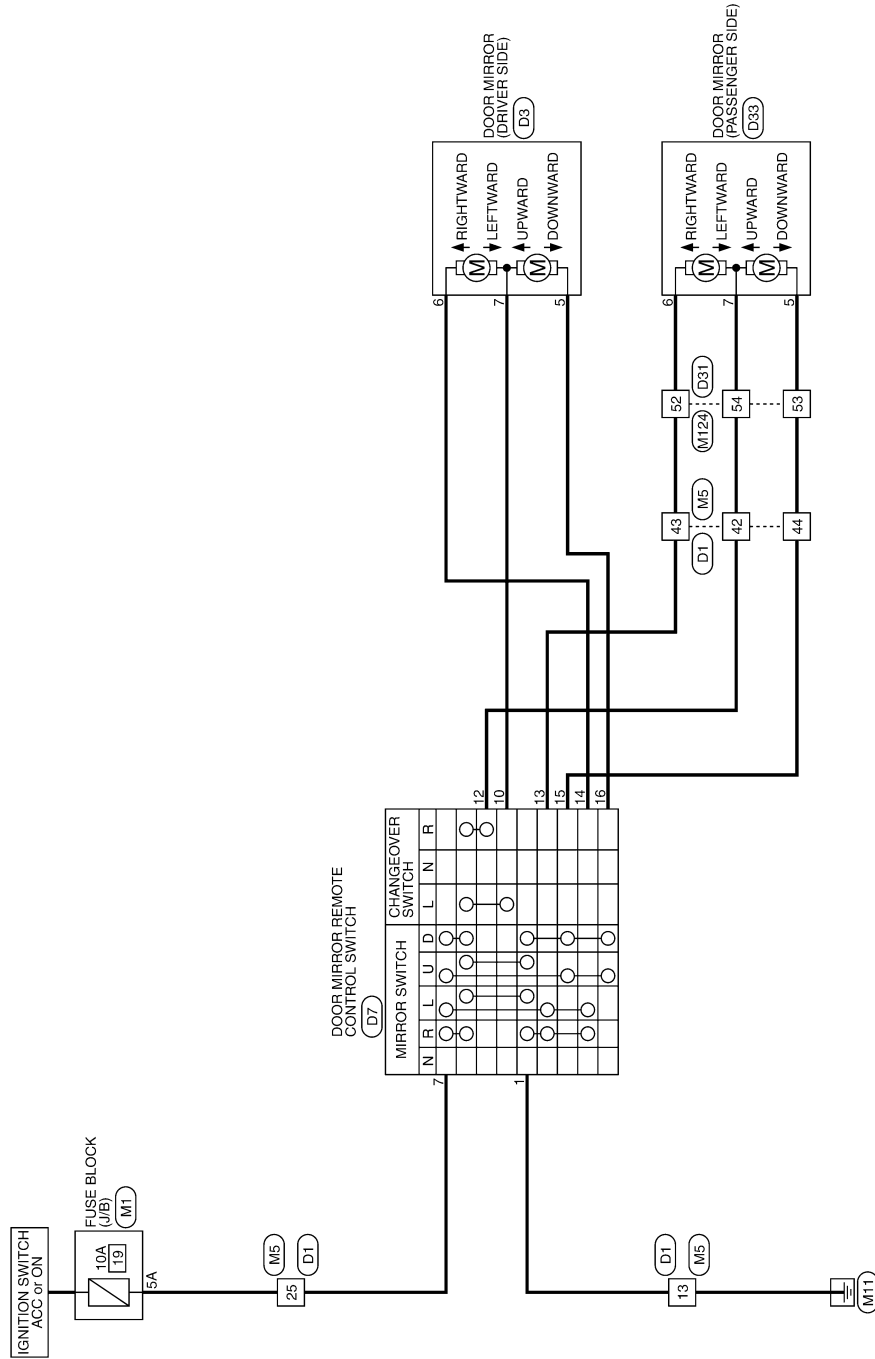 IGNITION SWITCH
ACC or ON
FUSE BLOCK
(J/B)
M1
10A
19
5A
25
M5
D1
7
1
13
D1
M5
M11
DOOR MIRROR REMOTE
CONTROL SWITCH
D7
MIRROR SWITCH
CHANGEOVER
SWITCH
N R L U D L N R
12
10
13
15
14
16
43
42
44
D1
M5
52
54
53
M124
D31
DOOR MIRROR
(DRIVER SIDE)
D3
6
7
5
M
M
RIGHTWARD
LEFTWARD
UPWARD
DOWNWARD
DOOR MIRROR
(PASSENGER SIDE)
D33
6
7
5
M
M
RIGHTWARD
LEFTWARD
UPWARD
DOWNWARD